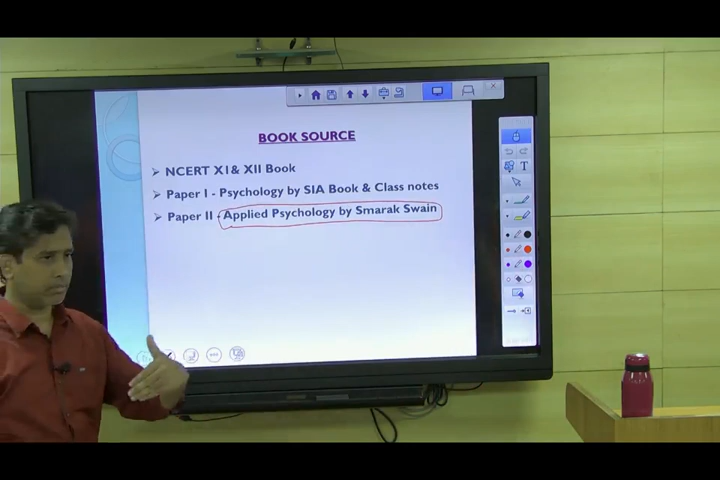 BOOK SOURCE
NCERT XI& XII Book
Paper I - Psychology by SIA Book & Class notes
Paper II - Applied Psychology by Smarak Swain
T